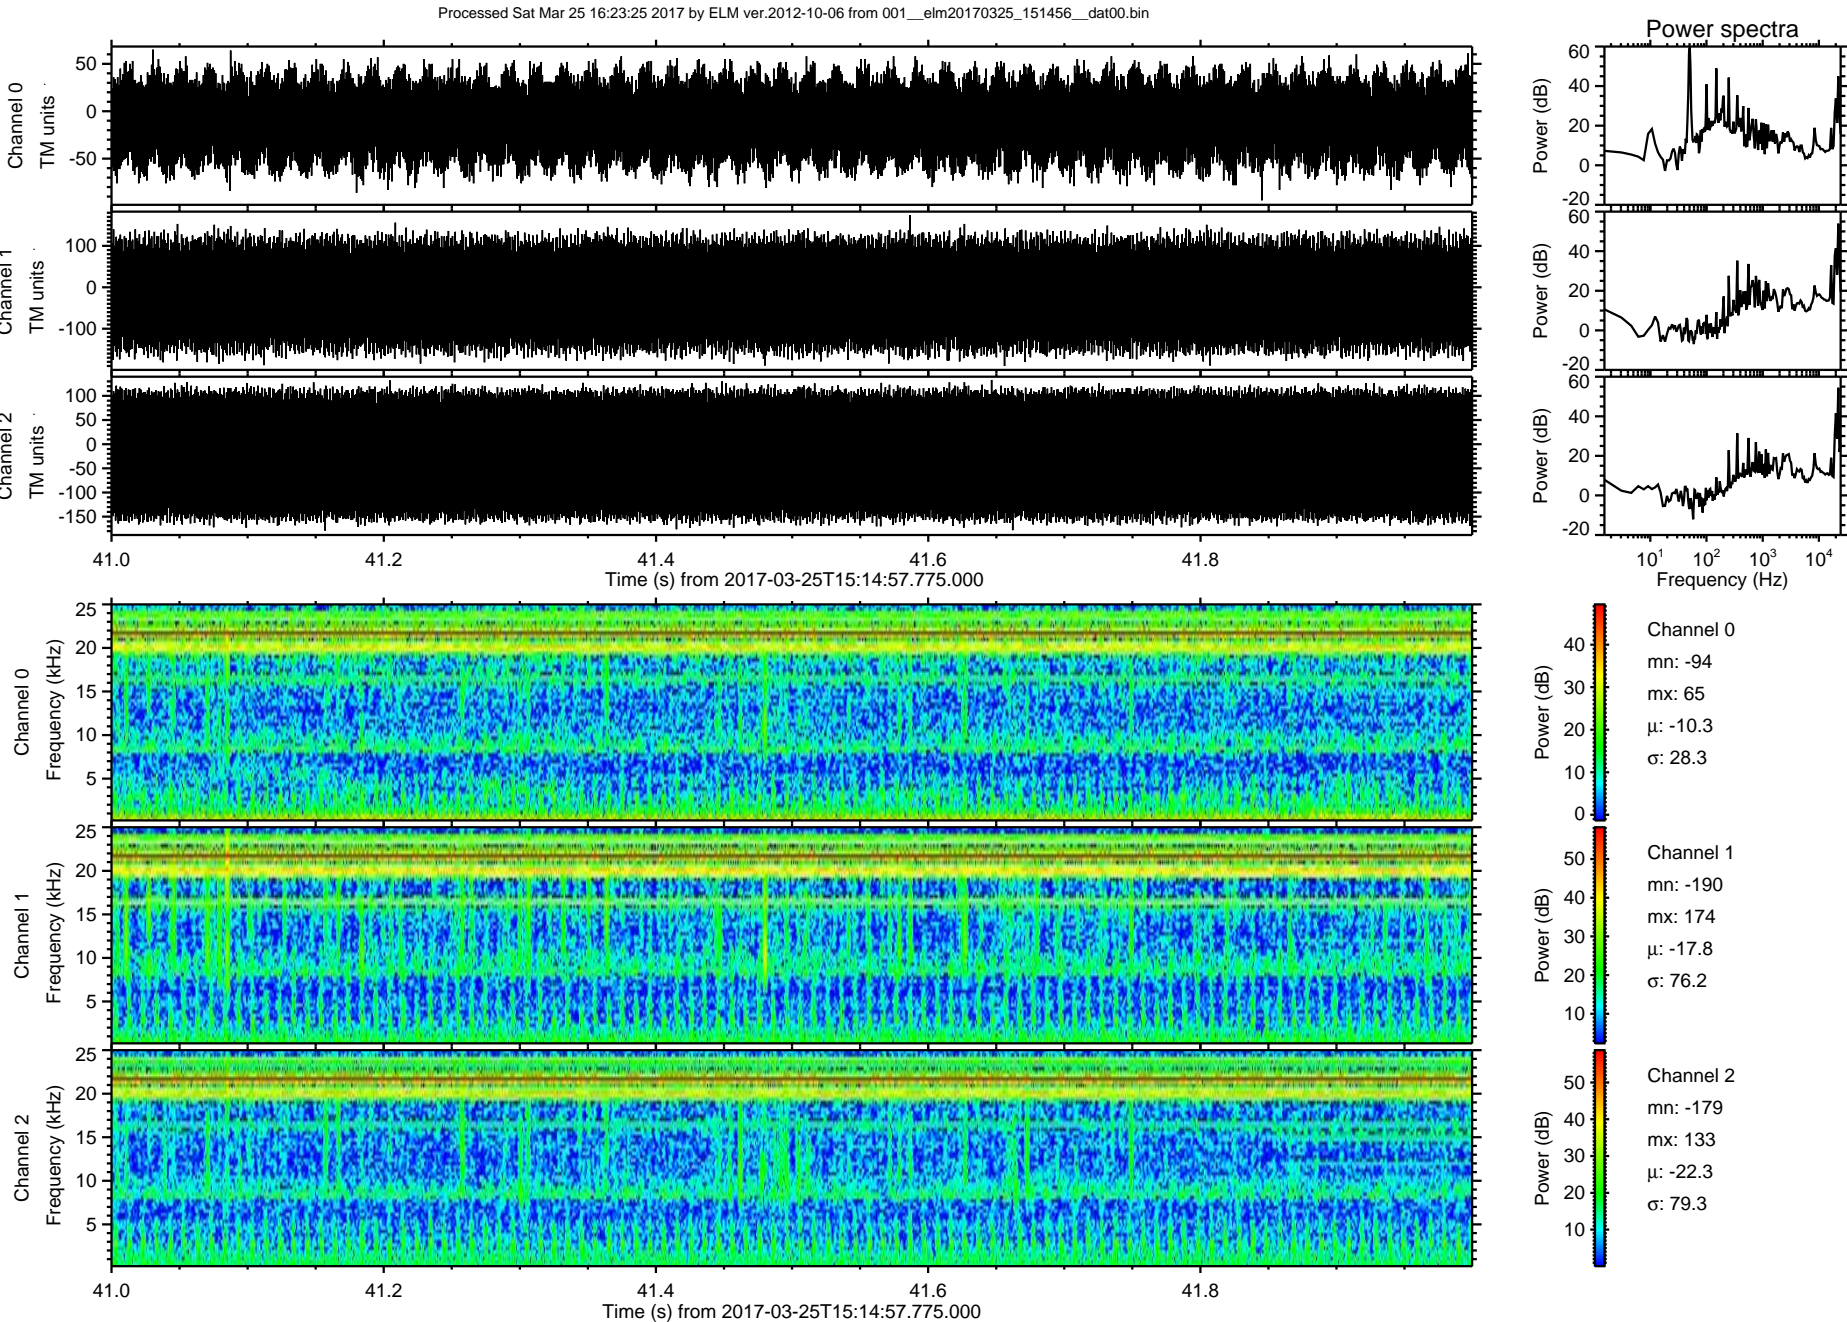 Processed Sat Mar 25 16:23:25 2017 by ELM ver.2012-10-06 from 001__elm20170325_151456__dat00.bin
Power spectra
Channel 0
TM units
50
0
-50
Power (dB)
60
40
20
0
-20
Channel 1
TM units
100
0
-100
Power (dB)
60
40
20
0
-20
Channel 2
TM units
100
50
0
-50
-100
-150
Power (dB)
60
40
20
0
-20
41.0 41.2 41.4 41.6 41.8
Time (s) from 2017-03-25T15:14:57.775.000
10^1 10^2 10^3 10^4
Frequency (Hz)
Channel 0
Frequency (kHz)
25
20
15
10
5
Power (dB)
40
30
20
10
0
Channel 0
mn: -94
mx: 65
μ: -10.3
σ: 28.3
Channel 1
Frequency (kHz)
25
20
15
10
5
Power (dB)
50
40
30
20
10
Channel 1
mn: -190
mx: 174
μ: -17.8
σ: 76.2
Channel 2
Frequency (kHz)
25
20
15
10
5
Power (dB)
50
40
30
20
10
Channel 2
mn: -179
mx: 133
μ: -22.3
σ: 79.3
41.0 41.2 41.4 41.6 41.8
Time (s) from 2017-03-25T15:14:57.775.000